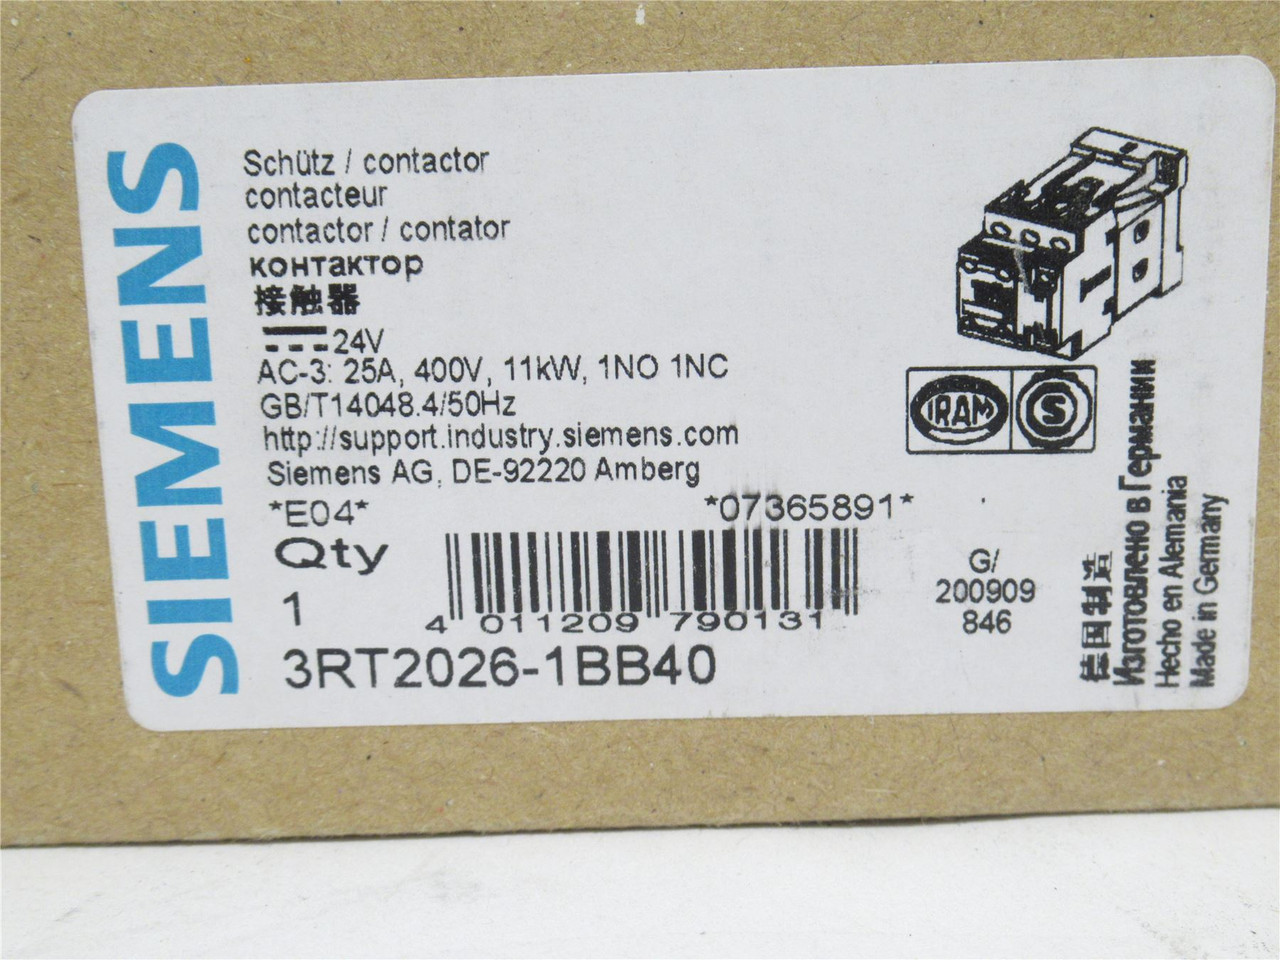 SIEMENS
Schütz / contactor
contacteur
contactor / contator
контактор
接触器
24V
AC-3: 25A, 400V, 11kW, 1NO 1NC
GB/T14048.4/50Hz
http://support.industry.siemens.com
Siemens AG, DE-92220 Amberg
*E04*
*07365891*
Qty
1
4 011209 790131
3RT2026-1BB40
IRAM
S
G/
200909
846
德国制造
Изготовлено в Германии
Hecho en Alemania
Made in Germany